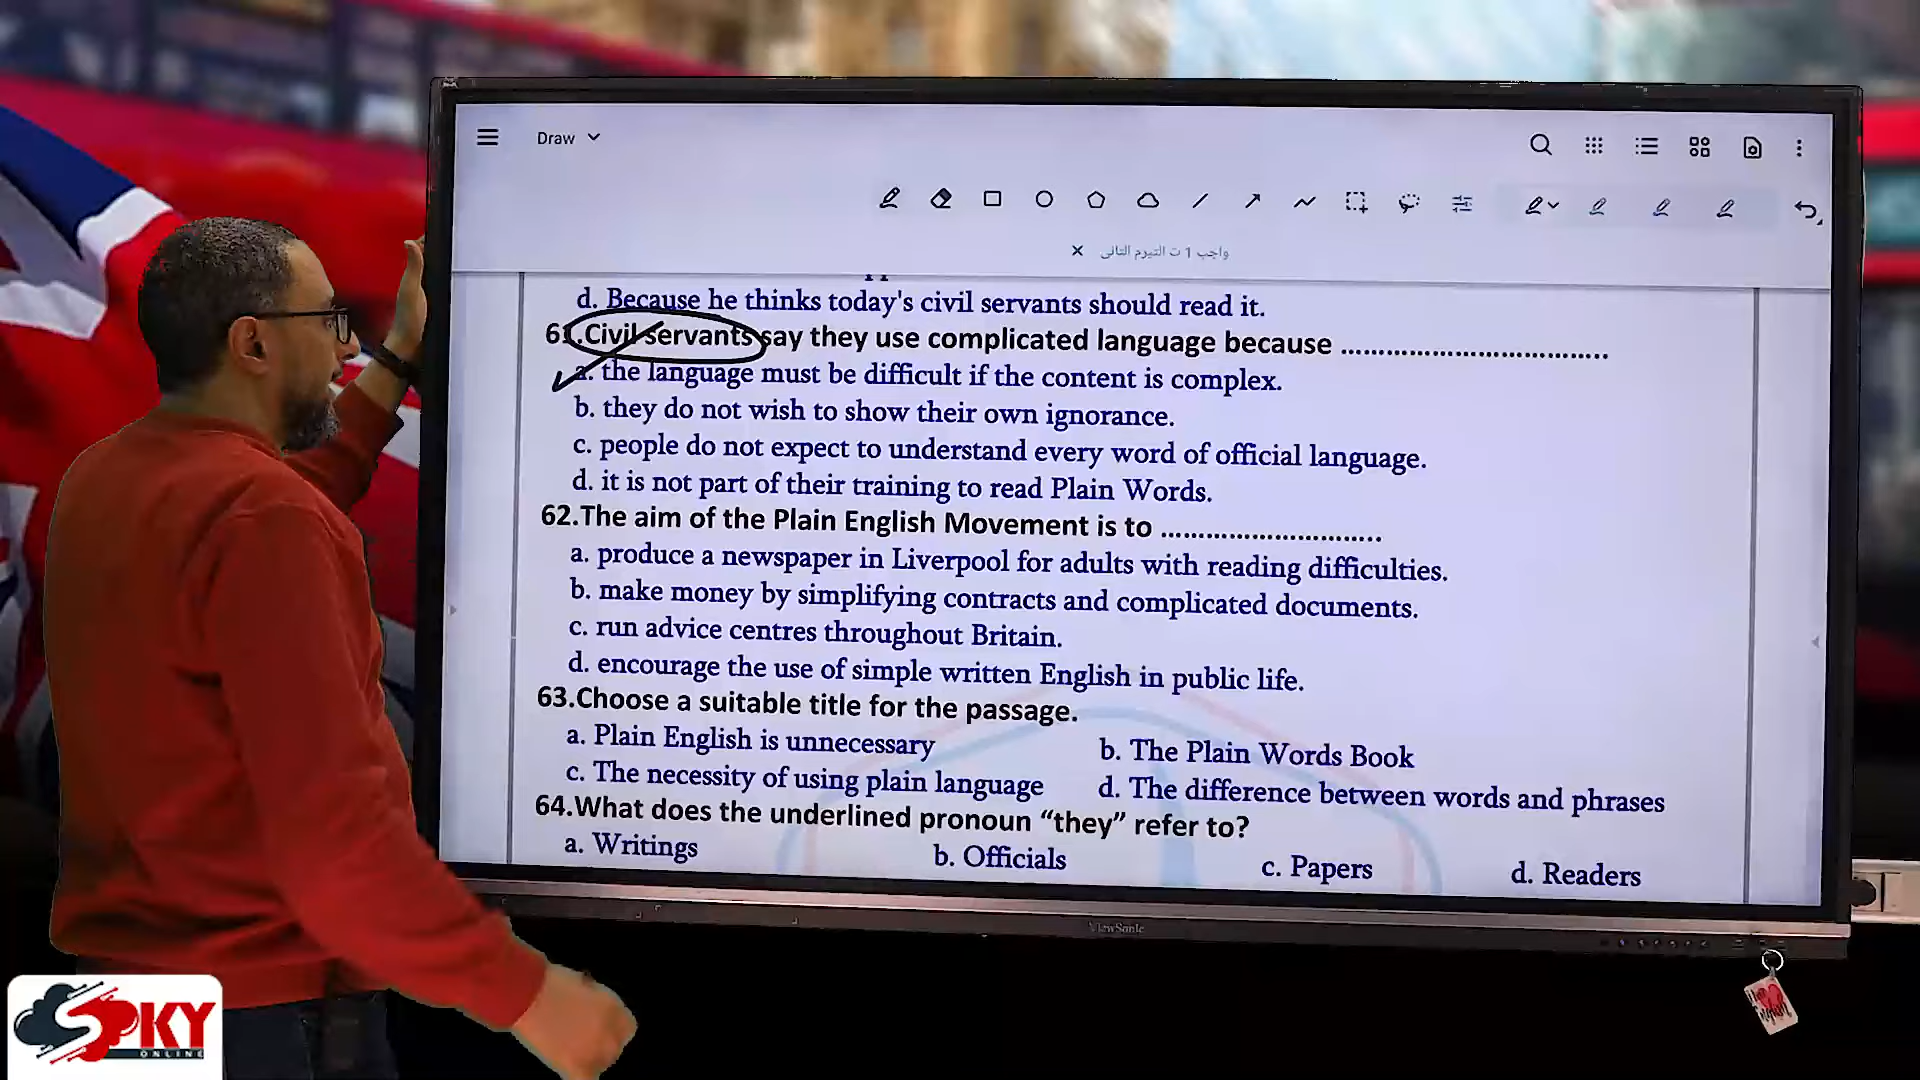 Draw
واجب 1 ت التيرم التانى
d. Because he thinks today's civil servants should read it.
61.Civil servants say they use complicated language because ....................................
a. the language must be difficult if the content is complex.
b. they do not wish to show their own ignorance.
c. people do not expect to understand every word of official language.
d. it is not part of their training to read Plain Words.
62.The aim of the Plain English Movement is to ..............................
a. produce a newspaper in Liverpool for adults with reading difficulties.
b. make money by simplifying contracts and complicated documents.
c. run advice centres throughout Britain.
d. encourage the use of simple written English in public life.
63.Choose a suitable title for the passage.
a. Plain English is unnecessary b. The Plain Words Book
c. The necessity of using plain language d. The difference between words and phrases
64.What does the underlined pronoun “they” refer to?
a. Writings b. Officials c. Papers d. Readers
ViewSonic
SPKY
ONLINE